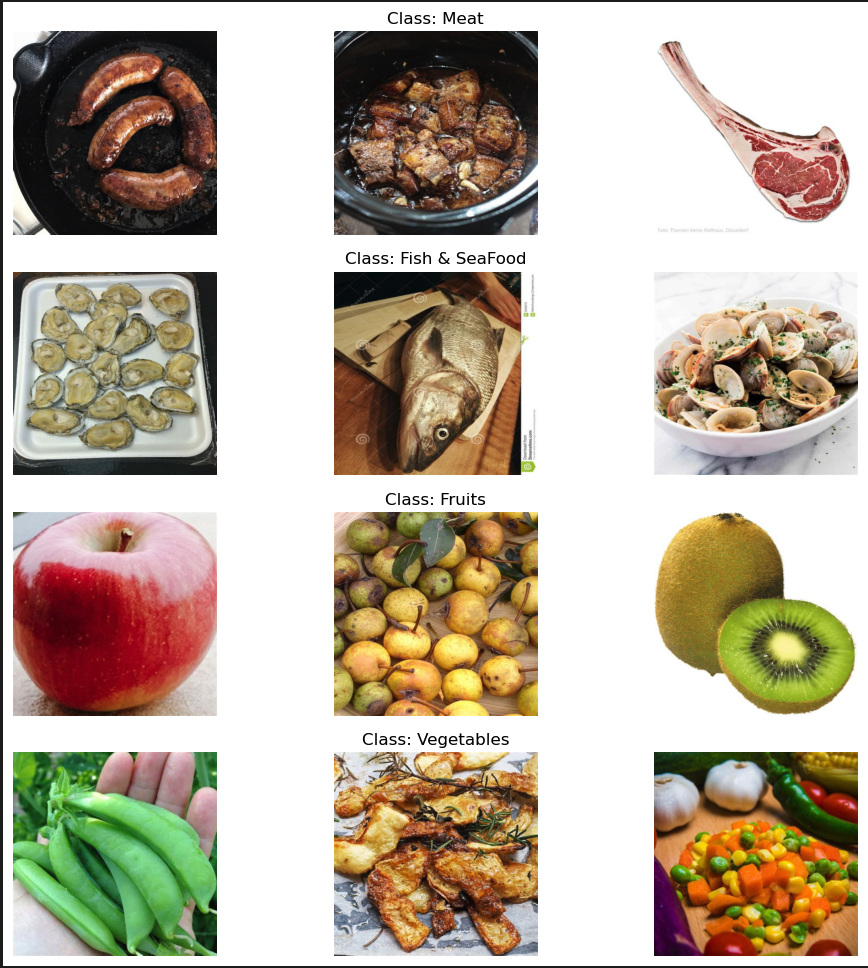 Class: Meat
Class: Fish & SeaFood
Class: Fruits
Class: Vegetables